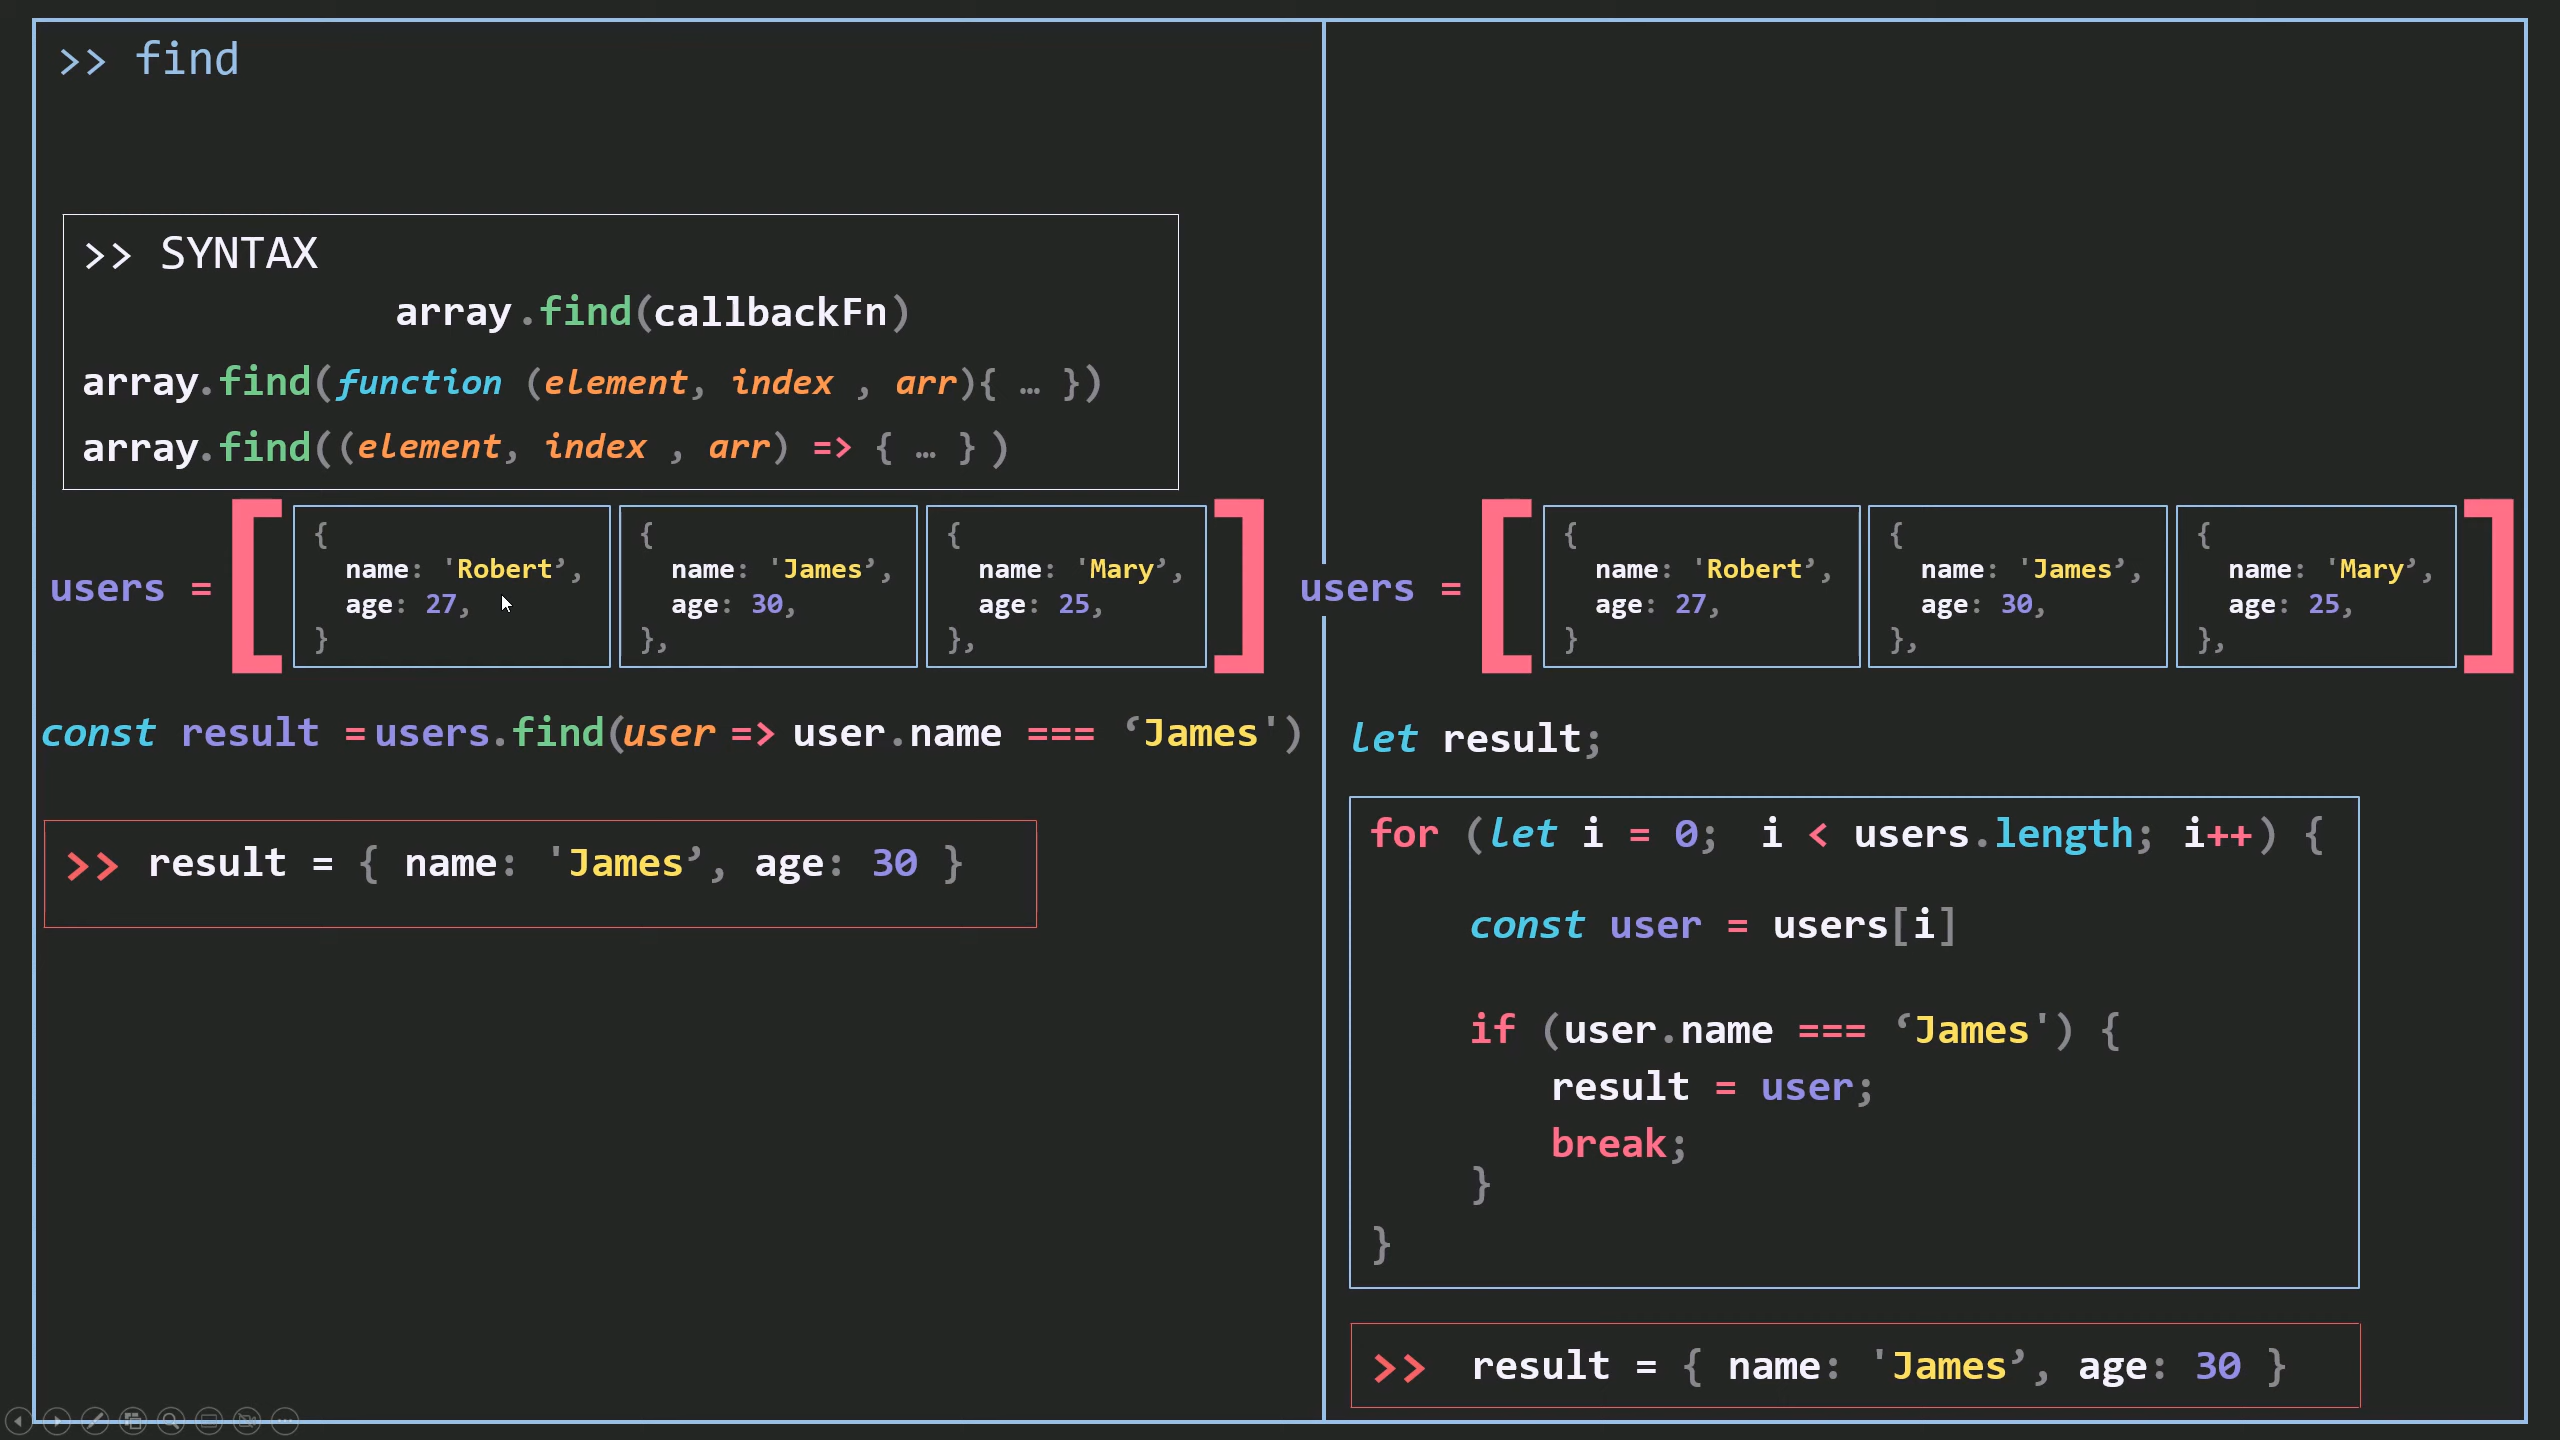 >> find
>> SYNTAX
array.find(callbackFn)
array.find(function (element, index , arr){ … })
array.find((element, index , arr) => { … } )
users = [
{
name: 'Robert’,
age: 27,
}
{
name: 'James’,
age: 30,
},
{
name: 'Mary’,
age: 25,
},
]
const result =users.find(user => user.name === ‘James')
>> result = { name: 'James’, age: 30 }
users = [
{
name: 'Robert’,
age: 27,
}
{
name: 'James’,
age: 30,
},
{
name: 'Mary’,
age: 25,
},
]
let result;
for (let i = 0; i < users.length; i++) {
const user = users[i]
if (user.name === ‘James') {
result = user;
break;
}
}
>> result = { name: 'James’, age: 30 }